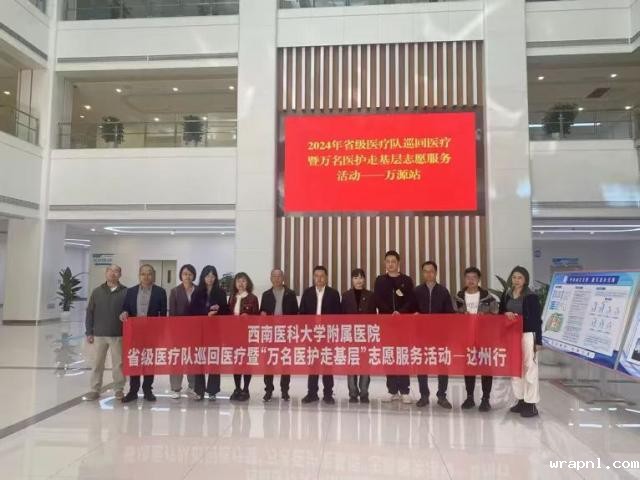 2024年省级医疗队巡回医疗
暨万名医护走基层志愿服务
活动——万源站
西南医科大学附属医院
省级医疗队巡回医疗暨“万名医护走基层”志愿服务活动—达州行
www.wrapnl.com